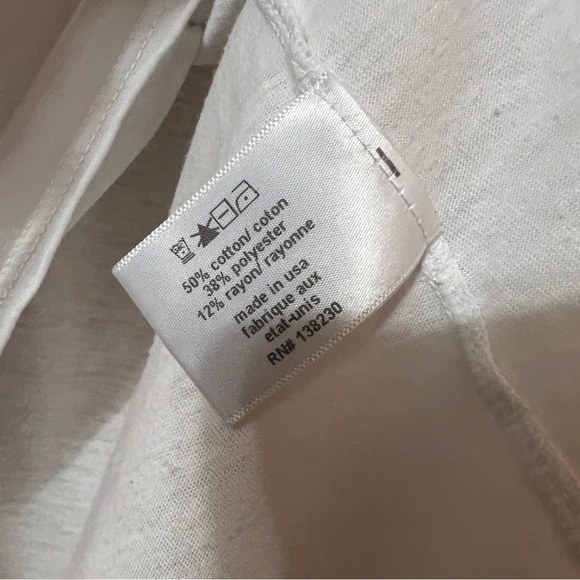 50% cotton/ coton
38% polyester
12% rayon/ rayonne
made in usa
fabrique aux
etat-unis
RN# 138230